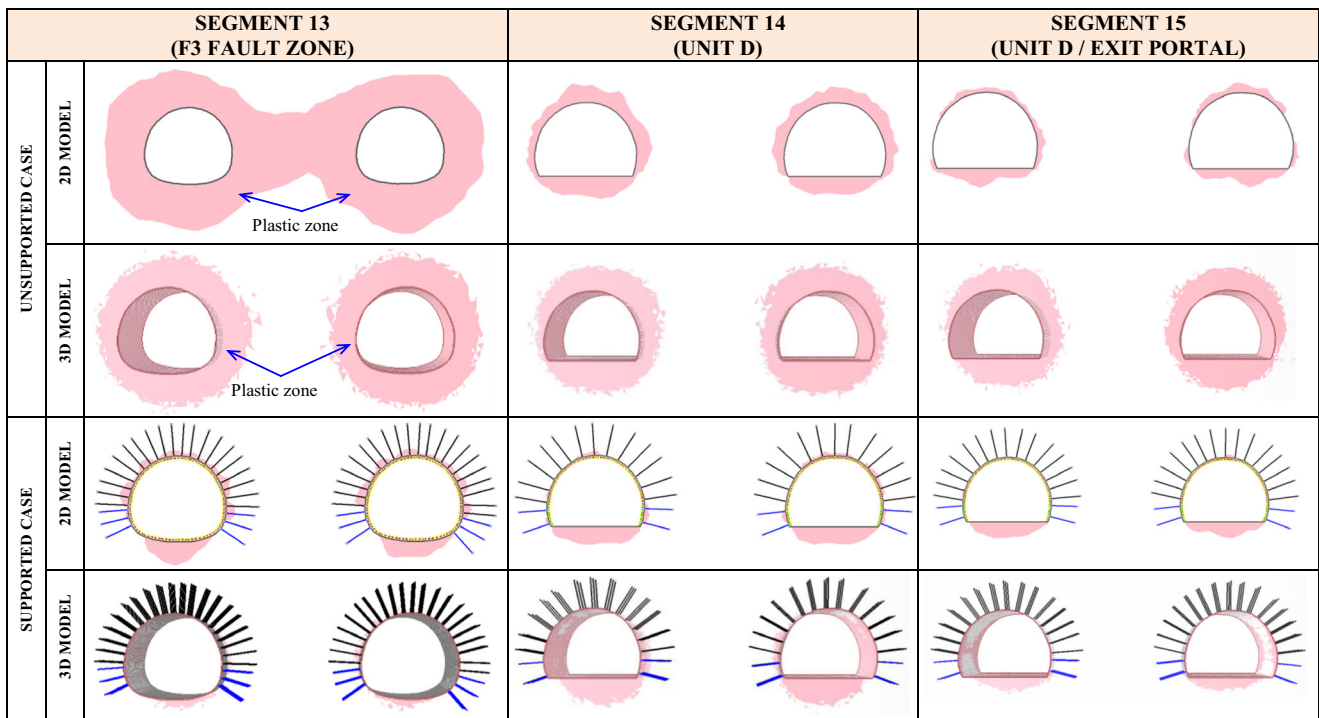 SEGMENT 13
(F3 FAULT ZONE)
SEGMENT 14
(UNIT D)
SEGMENT 15
(UNIT D / EXIT PORTAL)
UNSUPPORTED CASE
2D MODEL
Plastic zone
3D MODEL
Plastic zone
SUPPORTED CASE
2D MODEL
3D MODEL